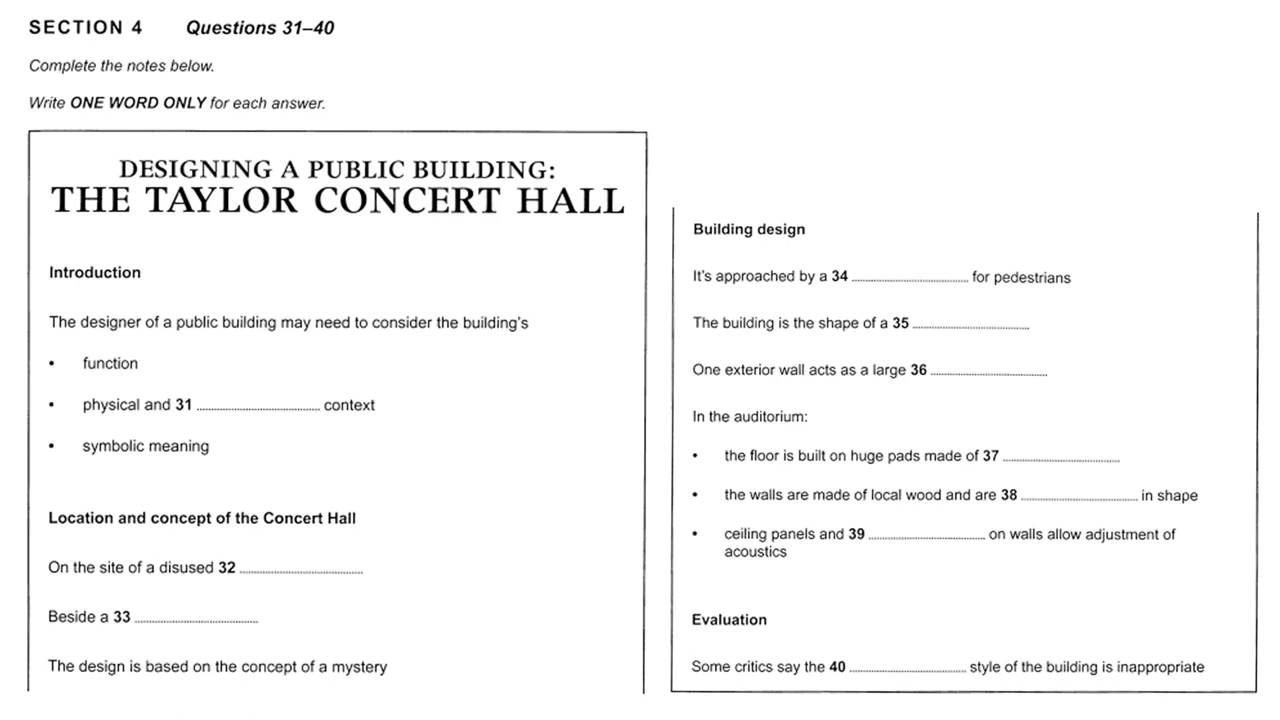 SECTION 4 Questions 31–40
Complete the notes below.
Write ONE WORD ONLY for each answer.
DESIGNING A PUBLIC BUILDING:
THE TAYLOR CONCERT HALL
Introduction
The designer of a public building may need to consider the building's
• function
• physical and 31 .................... context
• symbolic meaning
Location and concept of the Concert Hall
On the site of a disused 32 ....................
Beside a 33 ....................
The design is based on the concept of a mystery
Building design
It's approached by a 34 .................... for pedestrians
The building is the shape of a 35 ....................
One exterior wall acts as a large 36 ....................
In the auditorium:
• the floor is built on huge pads made of 37 ....................
• the walls are made of local wood and are 38 .................... in shape
• ceiling panels and 39 .................... on walls allow adjustment of
acoustics
Evaluation
Some critics say the 40 .................... style of the building is inappropriate